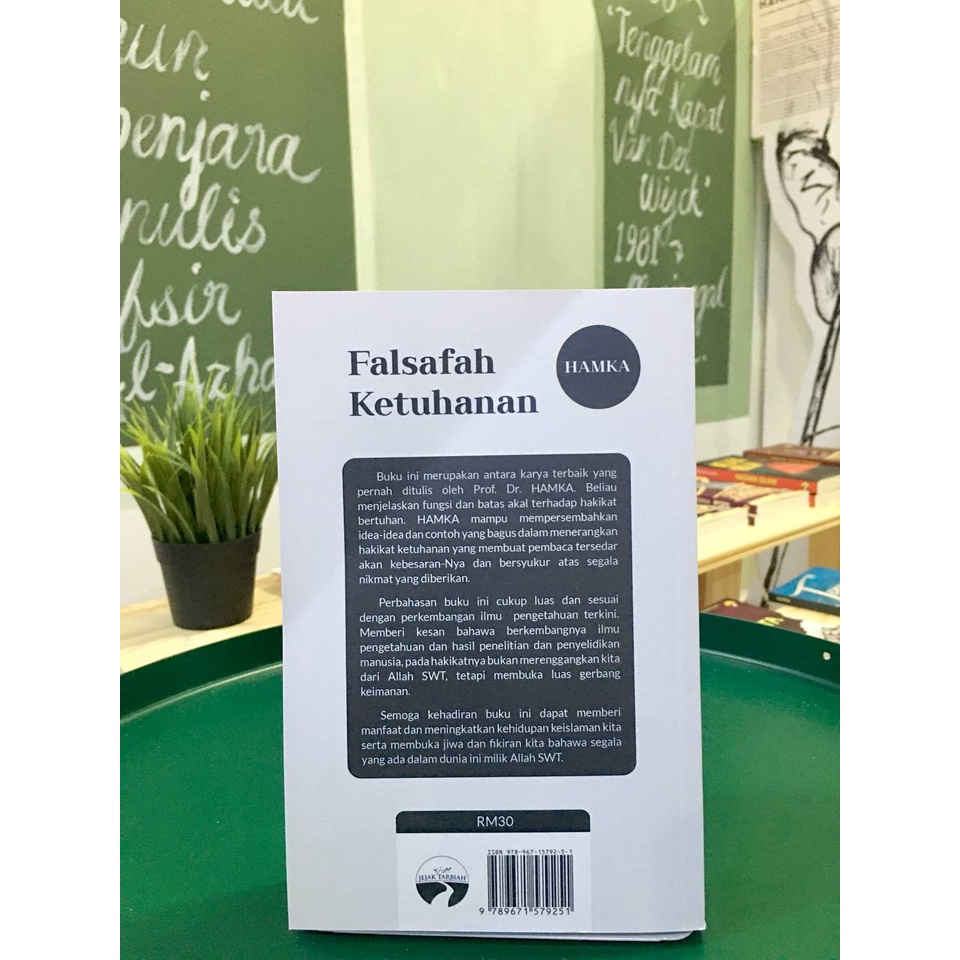 un
penjara
nulis
fsir
l-Azha
'Tenggelam
nya Kapal
Van Der
Wijck'
1981
Falsafah
Ketuhanan
HAMKA
Buku ini merupakan antara karya terbaik yang
pernah ditulis oleh Prof. Dr. HAMKA. Beliau
menjelaskan fungsi dan batas akal terhadap hakikat
bertuhan. HAMKA mampu mempersembahkan
idea-idea dan contoh yang bagus dalam menerangkan
hakikat ketuhanan yang membuat pembaca tersedar
akan kebesaran-Nya dan bersyukur atas segala
nikmat yang diberikan.
Perbahasan buku ini cukup luas dan sesuai
dengan perkembangan ilmu pengetahuan terkini.
Memberi kesan bahawa berkembangnya ilmu
pengetahuan dan hasil penelitian dan penyelidikan
manusia, pada hakikatnya bukan merenggangkan kita
dari Allah SWT, tetapi membuka luas gerbang
keimanan.
Semoga kehadiran buku ini dapat memberi
manfaat dan meningkatkan kehidupan keislaman kita
serta membuka jiwa dan fikiran kita bahawa segala
yang ada dalam dunia ini milik Allah SWT.
RM30
ISBN 978-967-15792-5-1
JEJAK TARBIAH
9 789671 579251